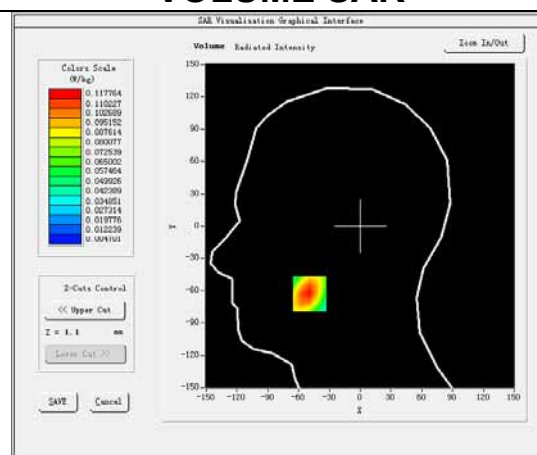 VOLUME SAR
SAR Visualisation Graphical Interface
Volume Radiated Intensity
Zoom In/Out
Colors Scale
(W/kg)
0.117764
0.110227
0.102689
0.095152
0.087614
0.080077
0.072539
0.065002
0.057464
0.049926
0.042389
0.034851
0.027314
0.019776
0.012239
0.004701
Z-Cuts Control
<< Upper Cut
Z = 1.1 mm
Lower Cut >>
SAVE Cancel
150-
120-
90-
60-
30-
Y 0-
-30-
-60-
-90-
-120-
-150-
-150 -120 -90 -60 -30 0 30 60 90 120 150
X